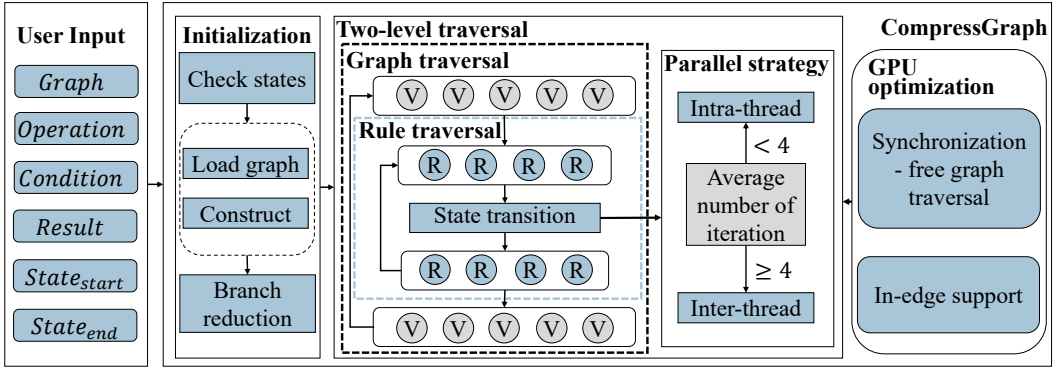 User Input
Graph
Operation
Condition
Result
State_start
State_end
Initialization
Check states
Load graph
Construct
Branch
reduction
Two-level traversal
Graph traversal
V V V V V
Rule traversal
R R R R
State transition
R R R R
V V V V V
Parallel strategy
Intra-thread
< 4
Average
number of
iteration
≥ 4
Inter-thread
CompressGraph
GPU
optimization
Synchronization
- free graph
traversal
In-edge support